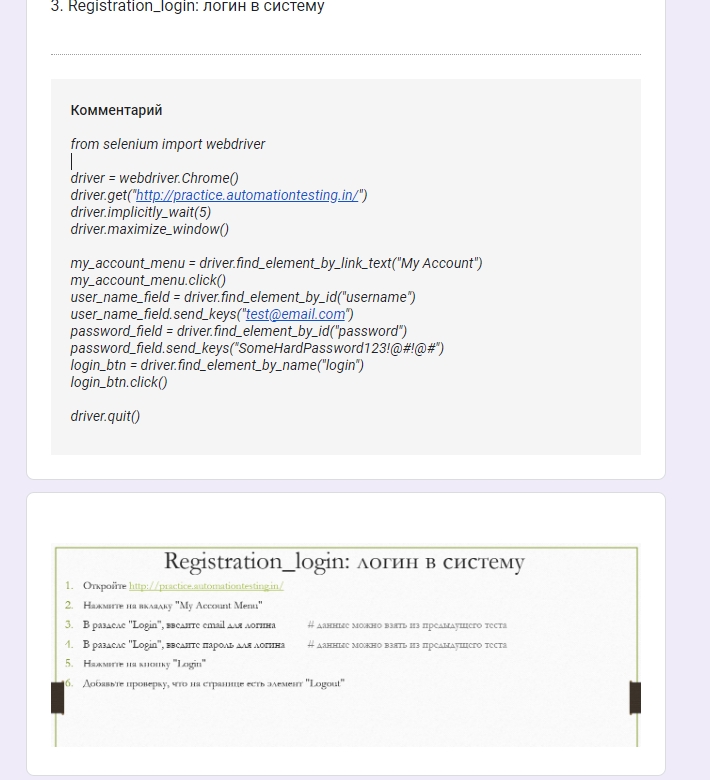 3. Registration_login: логин в систему
Комментарий
from selenium import webdriver
driver = webdriver.Chrome()
driver.get("http://practice.automationtesting.in/")
driver.implicitly_wait(5)
driver.maximize_window()
my_account_menu = driver.find_element_by_link_text("My Account")
my_account_menu.click()
user_name_field = driver.find_element_by_id("username")
user_name_field.send_keys("test@email.com")
password_field = driver.find_element_by_id("password")
password_field.send_keys("SomeHardPassword123!@#!@#")
login_btn = driver.find_element_by_name("login")
login_btn.click()
driver.quit()
Registration_login: логин в систему
1. Откройте http://practice.automationtesting.in/
2. Нажмите на вкладку "My Account Menu"
3. В разделе "Login", введите email для логина # данные можно взять из предыдущего теста
4. В разделе "Login", введите пароль для логина # данные можно взять из предыдущего теста
5. Нажмите на кнопку "Login"
6. Добавьте проверку, что на странице есть элемент "Logout"